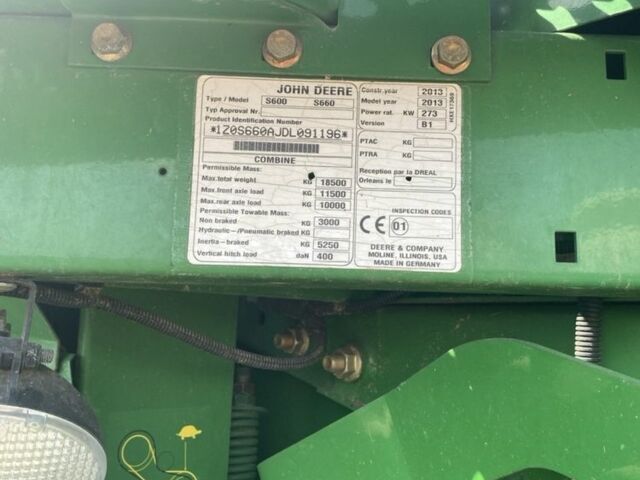 JOHN DEERE
Type / Model S600 S660
Typ Approval Nr.
Product Identification Number
*1Z0S660AJDL091196*
COMBINE
Permissible Mass:
Max.total weight KG 18500
Max.front axle load KG 11500
Max.rear axle load KG 10000
Permissible Towable Mass:
Non braked KG 3000
Hydraulic-/Pneumatic braked KG
Inertia-braked KG 5250
Vertical hitch load daN 400
Constr.year 2013
Model year 2013
Power rat. KW 273
Version B1
HXE17369
PTAC KG
PTRA KG
Reception par la DREAL
Orleans le
INSPECTION CODES
CE 01
DEERE & COMPANY
MOLINE, ILLINOIS, USA
MADE IN GERMANY